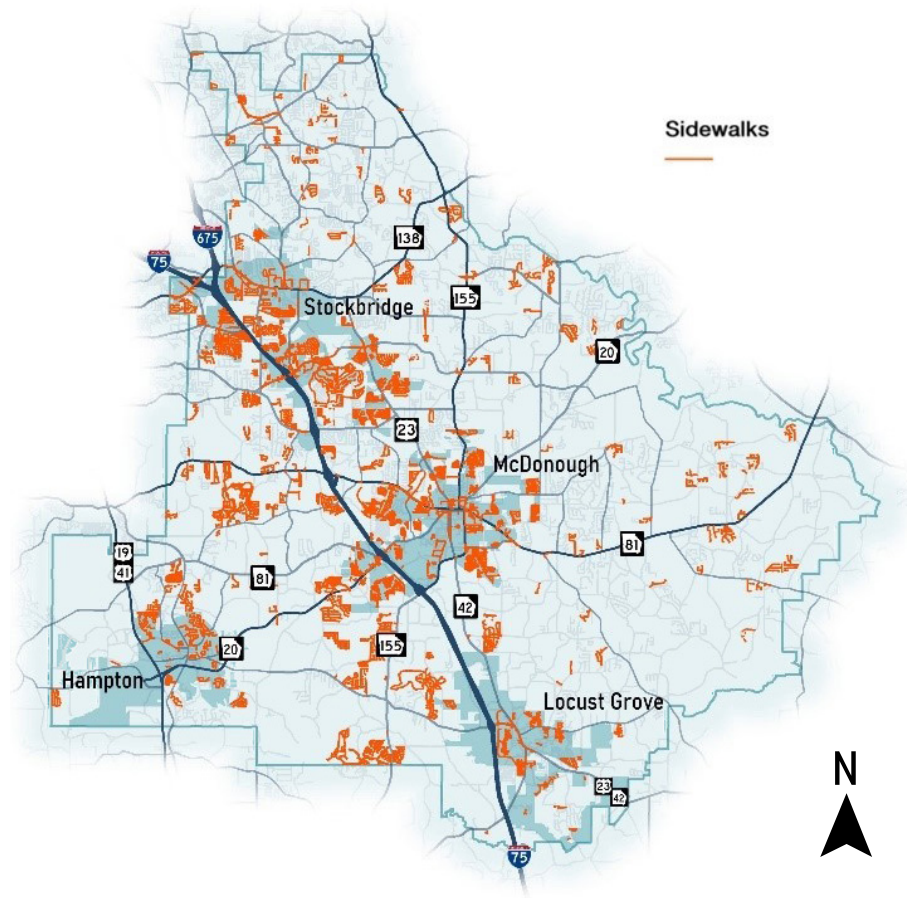 Sidewalks
138
675
75
155
Stockbridge
20
23
McDonough
81
19
41
81
42
155
20
Hampton
Locust Grove
N
23
42
75